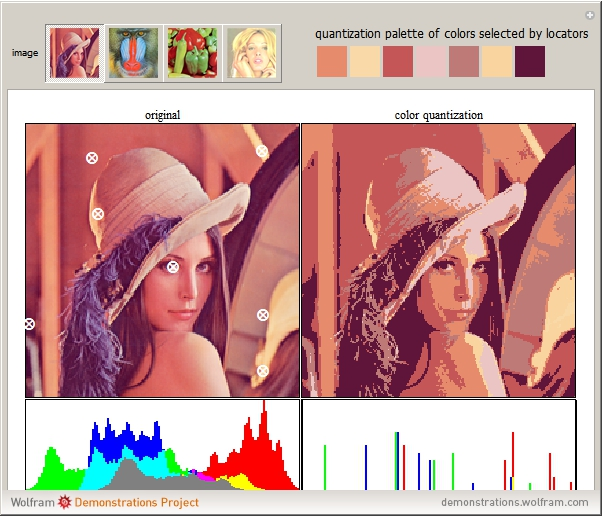 quantization palette of colors selected by locators
image
original
color quantization
Wolfram Demonstrations Project
demonstrations.wolfram.com